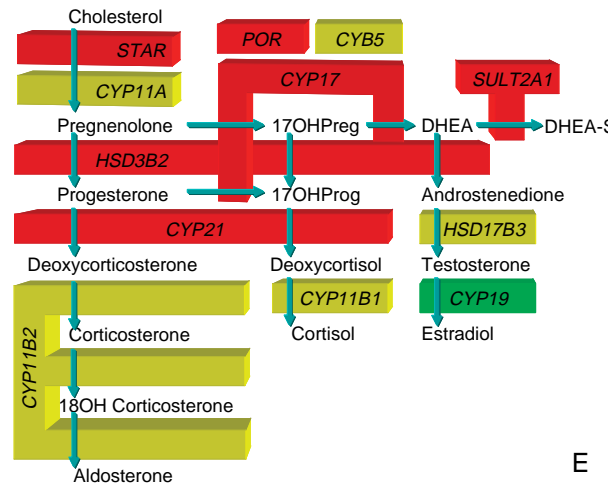 Cholesterol
STAR POR CYB5
CYP11A CYP17 SULT2A1
Pregnenolone 17OHPreg DHEA DHEA-S
HSD3B2
Progesterone 17OHProg Androstenedione
CYP21 HSD17B3
Deoxycorticosterone Deoxycortisol Testosterone
CYP11B1 CYP19
CYP11B2
Corticosterone Cortisol Estradiol
18OH Corticosterone
Aldosterone
E